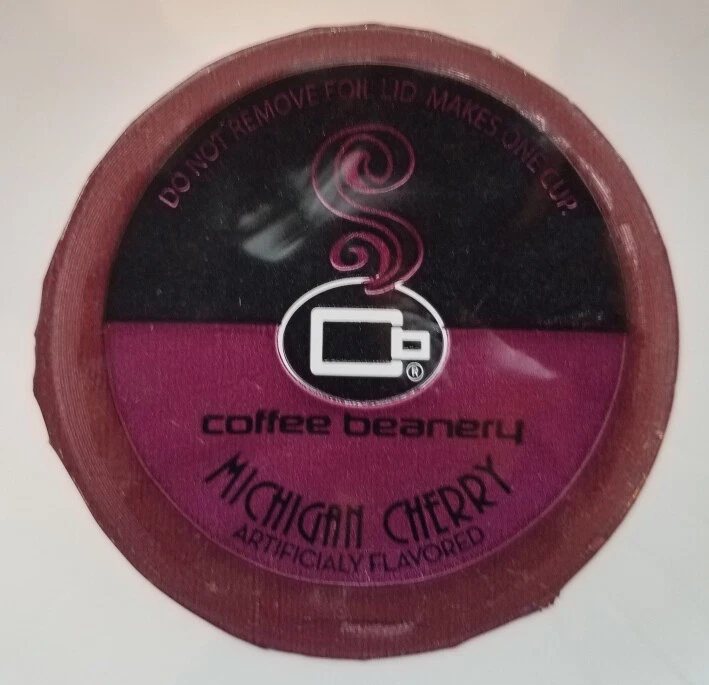 DO NOT REMOVE FOIL LID MAKES ONE CUP.
®
coffee beanery
MICHIGAN CHERRY
ARTIFICIALY FLAVORED